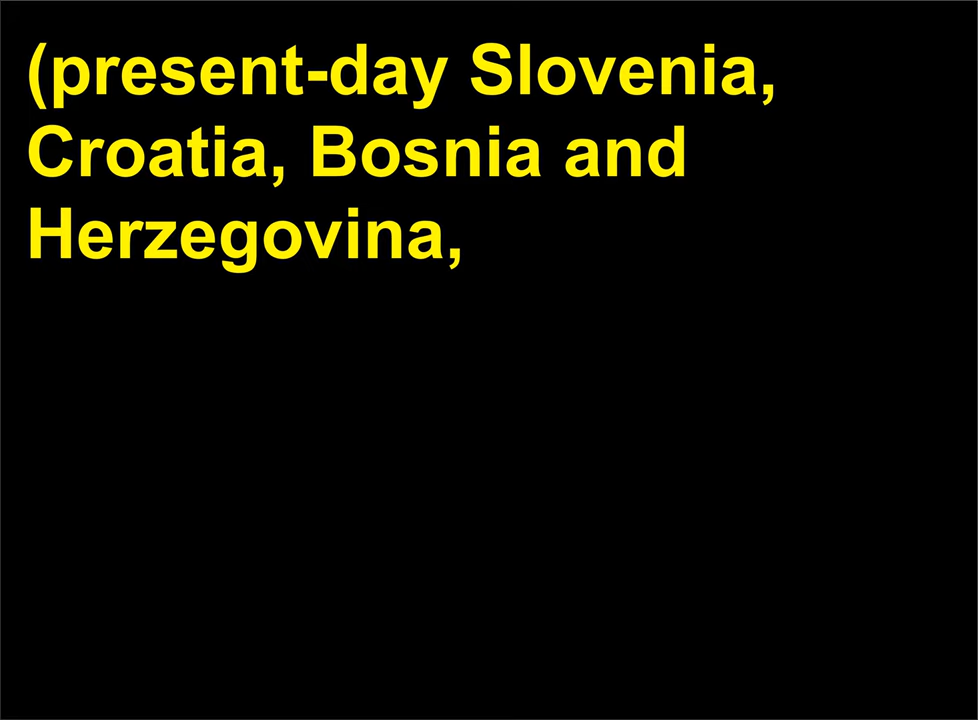 (present-day Slovenia,
Croatia, Bosnia and
Herzegovina,